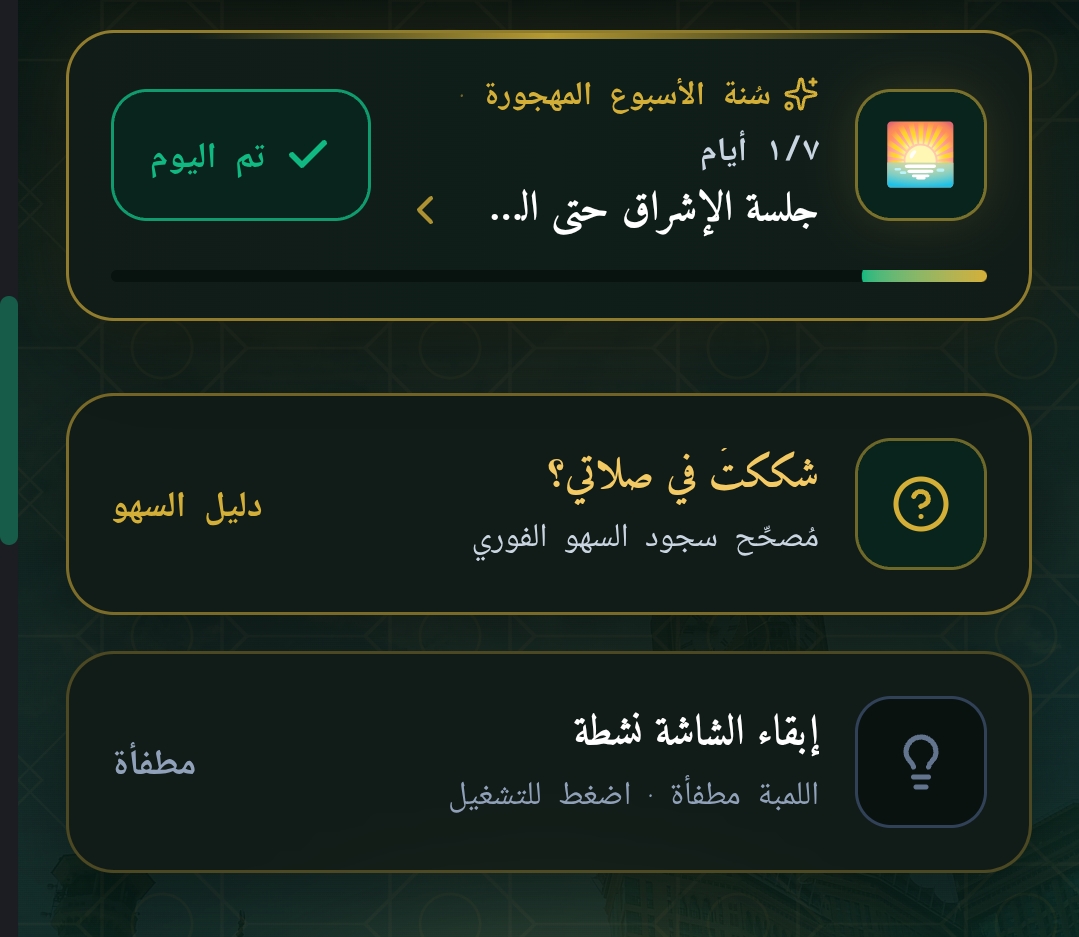 سُنة الأسبوع المهجورة ·
١/٧ أيام
جلسة الإشراق حتى الـ...
تم اليوم
شككتَ في صلاتي؟
مُصحِّح سجود السهو الفوري
دليل السهو
إبقاء الشاشة نشطة
اللمبة مطفأة · اضغط للتشغيل
مطفأة